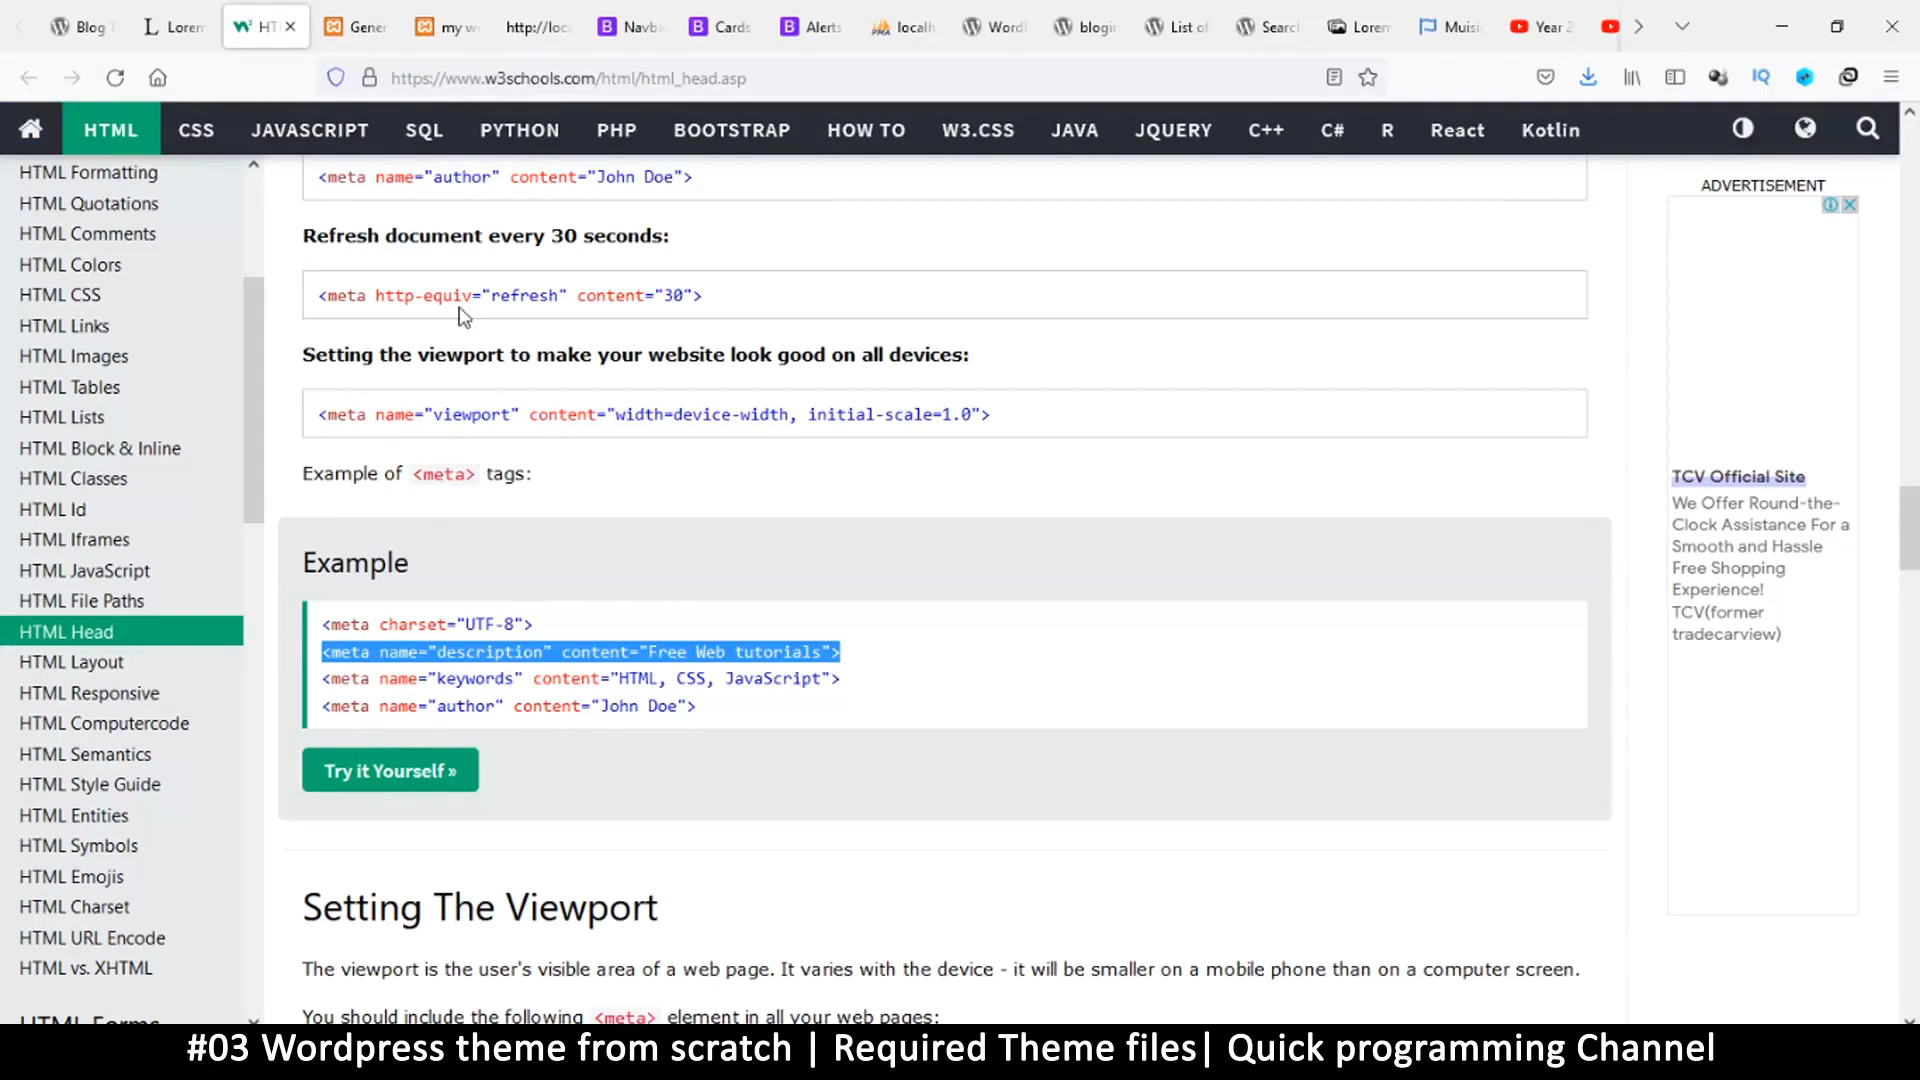 Blog T
Lorem
HT
Gener
my we
http://loca
Navba
Cards
Alerts
localh
Wordl
blogin
List of
Search
Lorem
Muisi
Year 2
https://www.w3schools.com/html/html_head.asp
IQ
HTML CSS JAVASCRIPT SQL PYTHON PHP BOOTSTRAP HOW TO W3.CSS JAVA JQUERY C++ C# R React Kotlin
HTML Formatting
HTML Quotations
HTML Comments
HTML Colors
HTML CSS
HTML Links
HTML Images
HTML Tables
HTML Lists
HTML Block & Inline
HTML Classes
HTML Id
HTML Iframes
HTML JavaScript
HTML File Paths
HTML Head
HTML Layout
HTML Responsive
HTML Computercode
HTML Semantics
HTML Style Guide
HTML Entities
HTML Symbols
HTML Emojis
HTML Charset
HTML URL Encode
HTML vs. XHTML
HTML Forms
<meta name="author" content="John Doe">
Refresh document every 30 seconds:
<meta http-equiv="refresh" content="30">
Setting the viewport to make your website look good on all devices:
<meta name="viewport" content="width=device-width, initial-scale=1.0">
Example of <meta> tags:
Example
<meta charset="UTF-8">
<meta name="description" content="Free Web tutorials">
<meta name="keywords" content="HTML, CSS, JavaScript">
<meta name="author" content="John Doe">
Try it Yourself »
Setting The Viewport
The viewport is the user's visible area of a web page. It varies with the device - it will be smaller on a mobile phone than on a computer screen.
You should include the following <meta> element in all your web pages:
ADVERTISEMENT
TCV Official Site
We Offer Round-the-
Clock Assistance For a
Smooth and Hassle
Free Shopping
Experience!
TCV(former
tradecarview)
#03 Wordpress theme from scratch | Required Theme files| Quick programming Channel